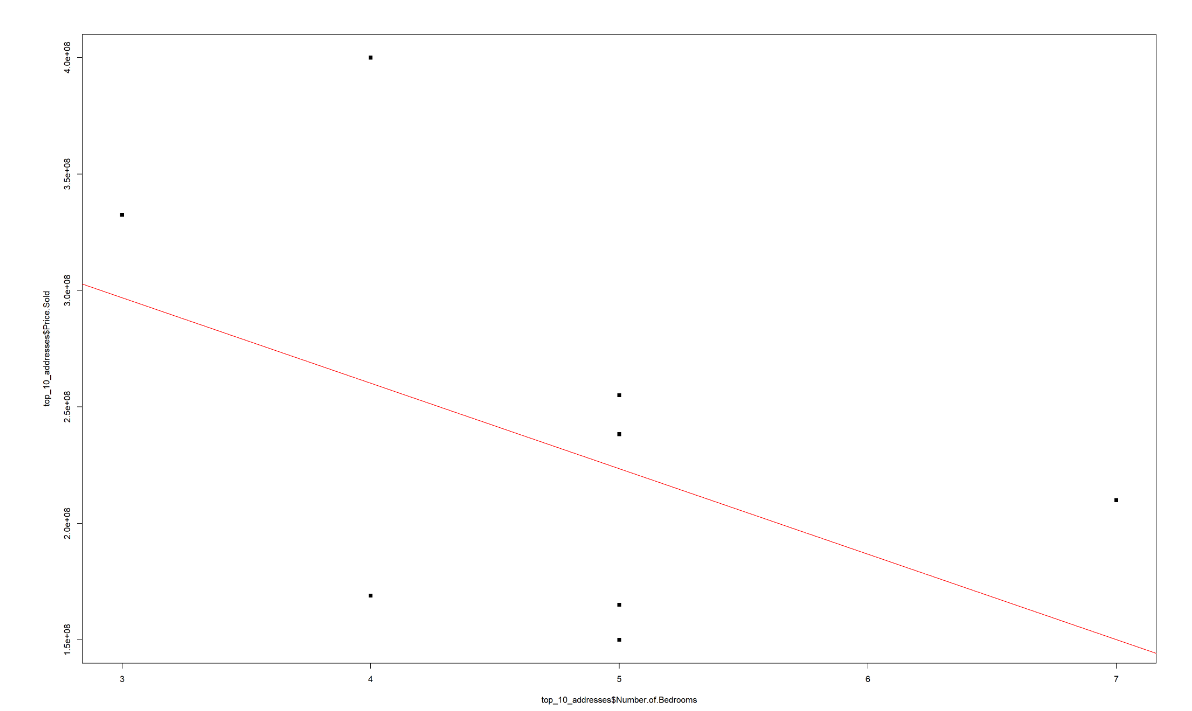 top_10_addresses$Price.Sold
4.0e+08
3.5e+08
3.0e+08
2.5e+08
2.0e+08
1.5e+08
3 4 5 6 7
top_10_addresses$Number.of.Bedrooms